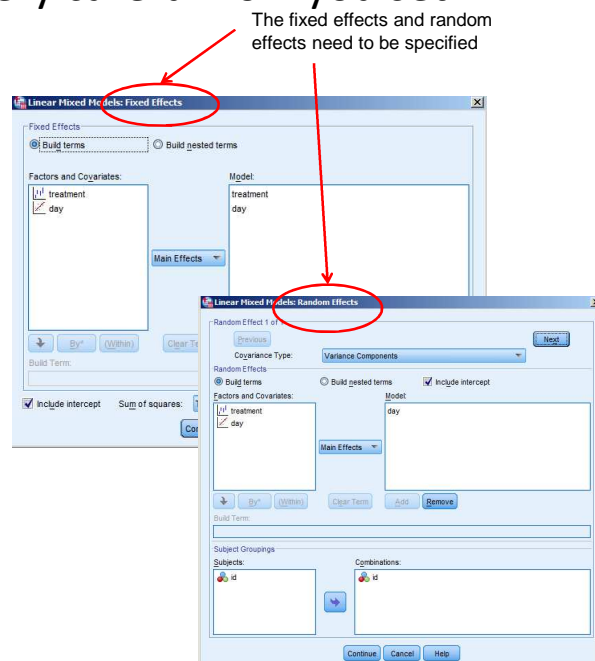 The fixed effects and random
effects need to be specified
Linear Mixed Models: Fixed Effects
Fixed Effects
Build terms
Build nested terms
Factors and Covariates:
Model:
treatment
day
treatment
day
Main Effects
By*
(Within)
Build Term:
Include intercept
Sum of squares:
Linear Mixed Models: Random Effects
Random Effect 1 of
Previous
Next
Covariance Type:
Variance Components
Random Effects
Build terms
Build nested terms
Include intercept
Factors and Covariates:
Model:
treatment
day
day
Main Effects
By*
(Within)
Clear Term
Add
Remove
Build Term:
Subject Groupings
Subjects:
Combinations:
id
id
Continue
Cancel
Help